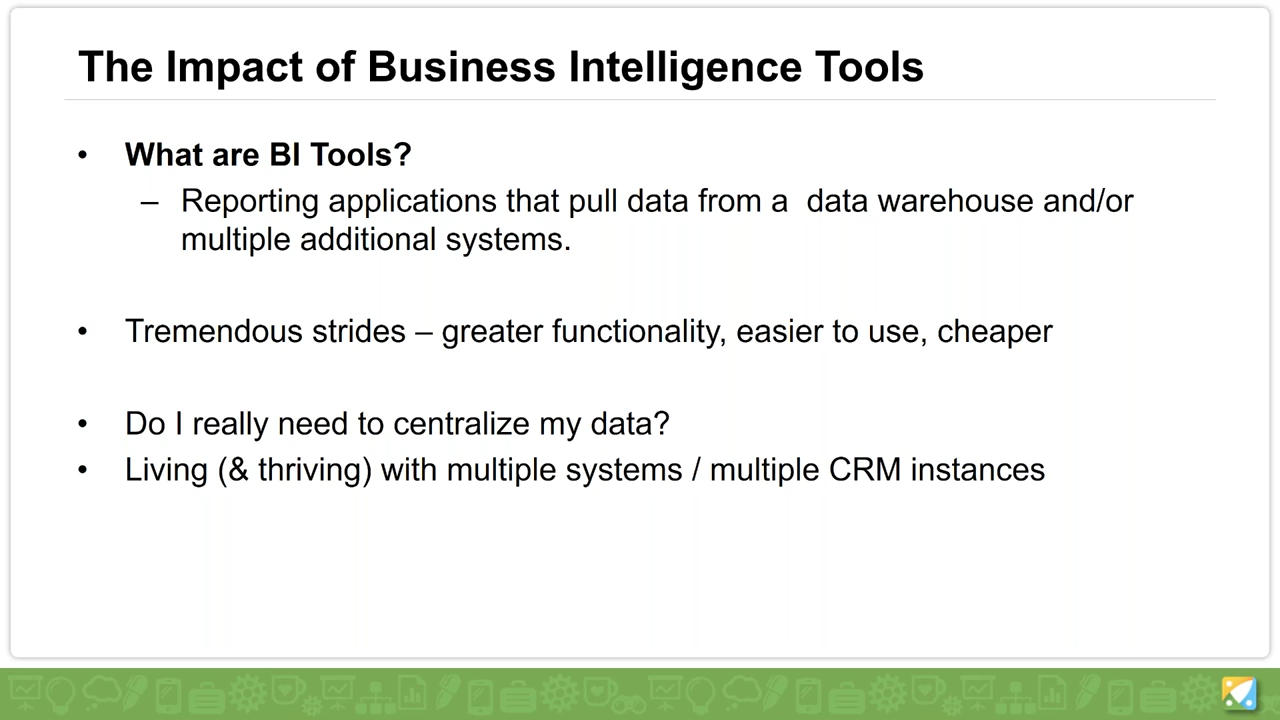 The Impact of Business Intelligence Tools
• What are BI Tools?
– Reporting applications that pull data from a  data warehouse and/or
multiple additional systems.
• Tremendous strides – greater functionality, easier to use, cheaper
• Do I really need to centralize my data?
• Living (& thriving) with multiple systems / multiple CRM instances